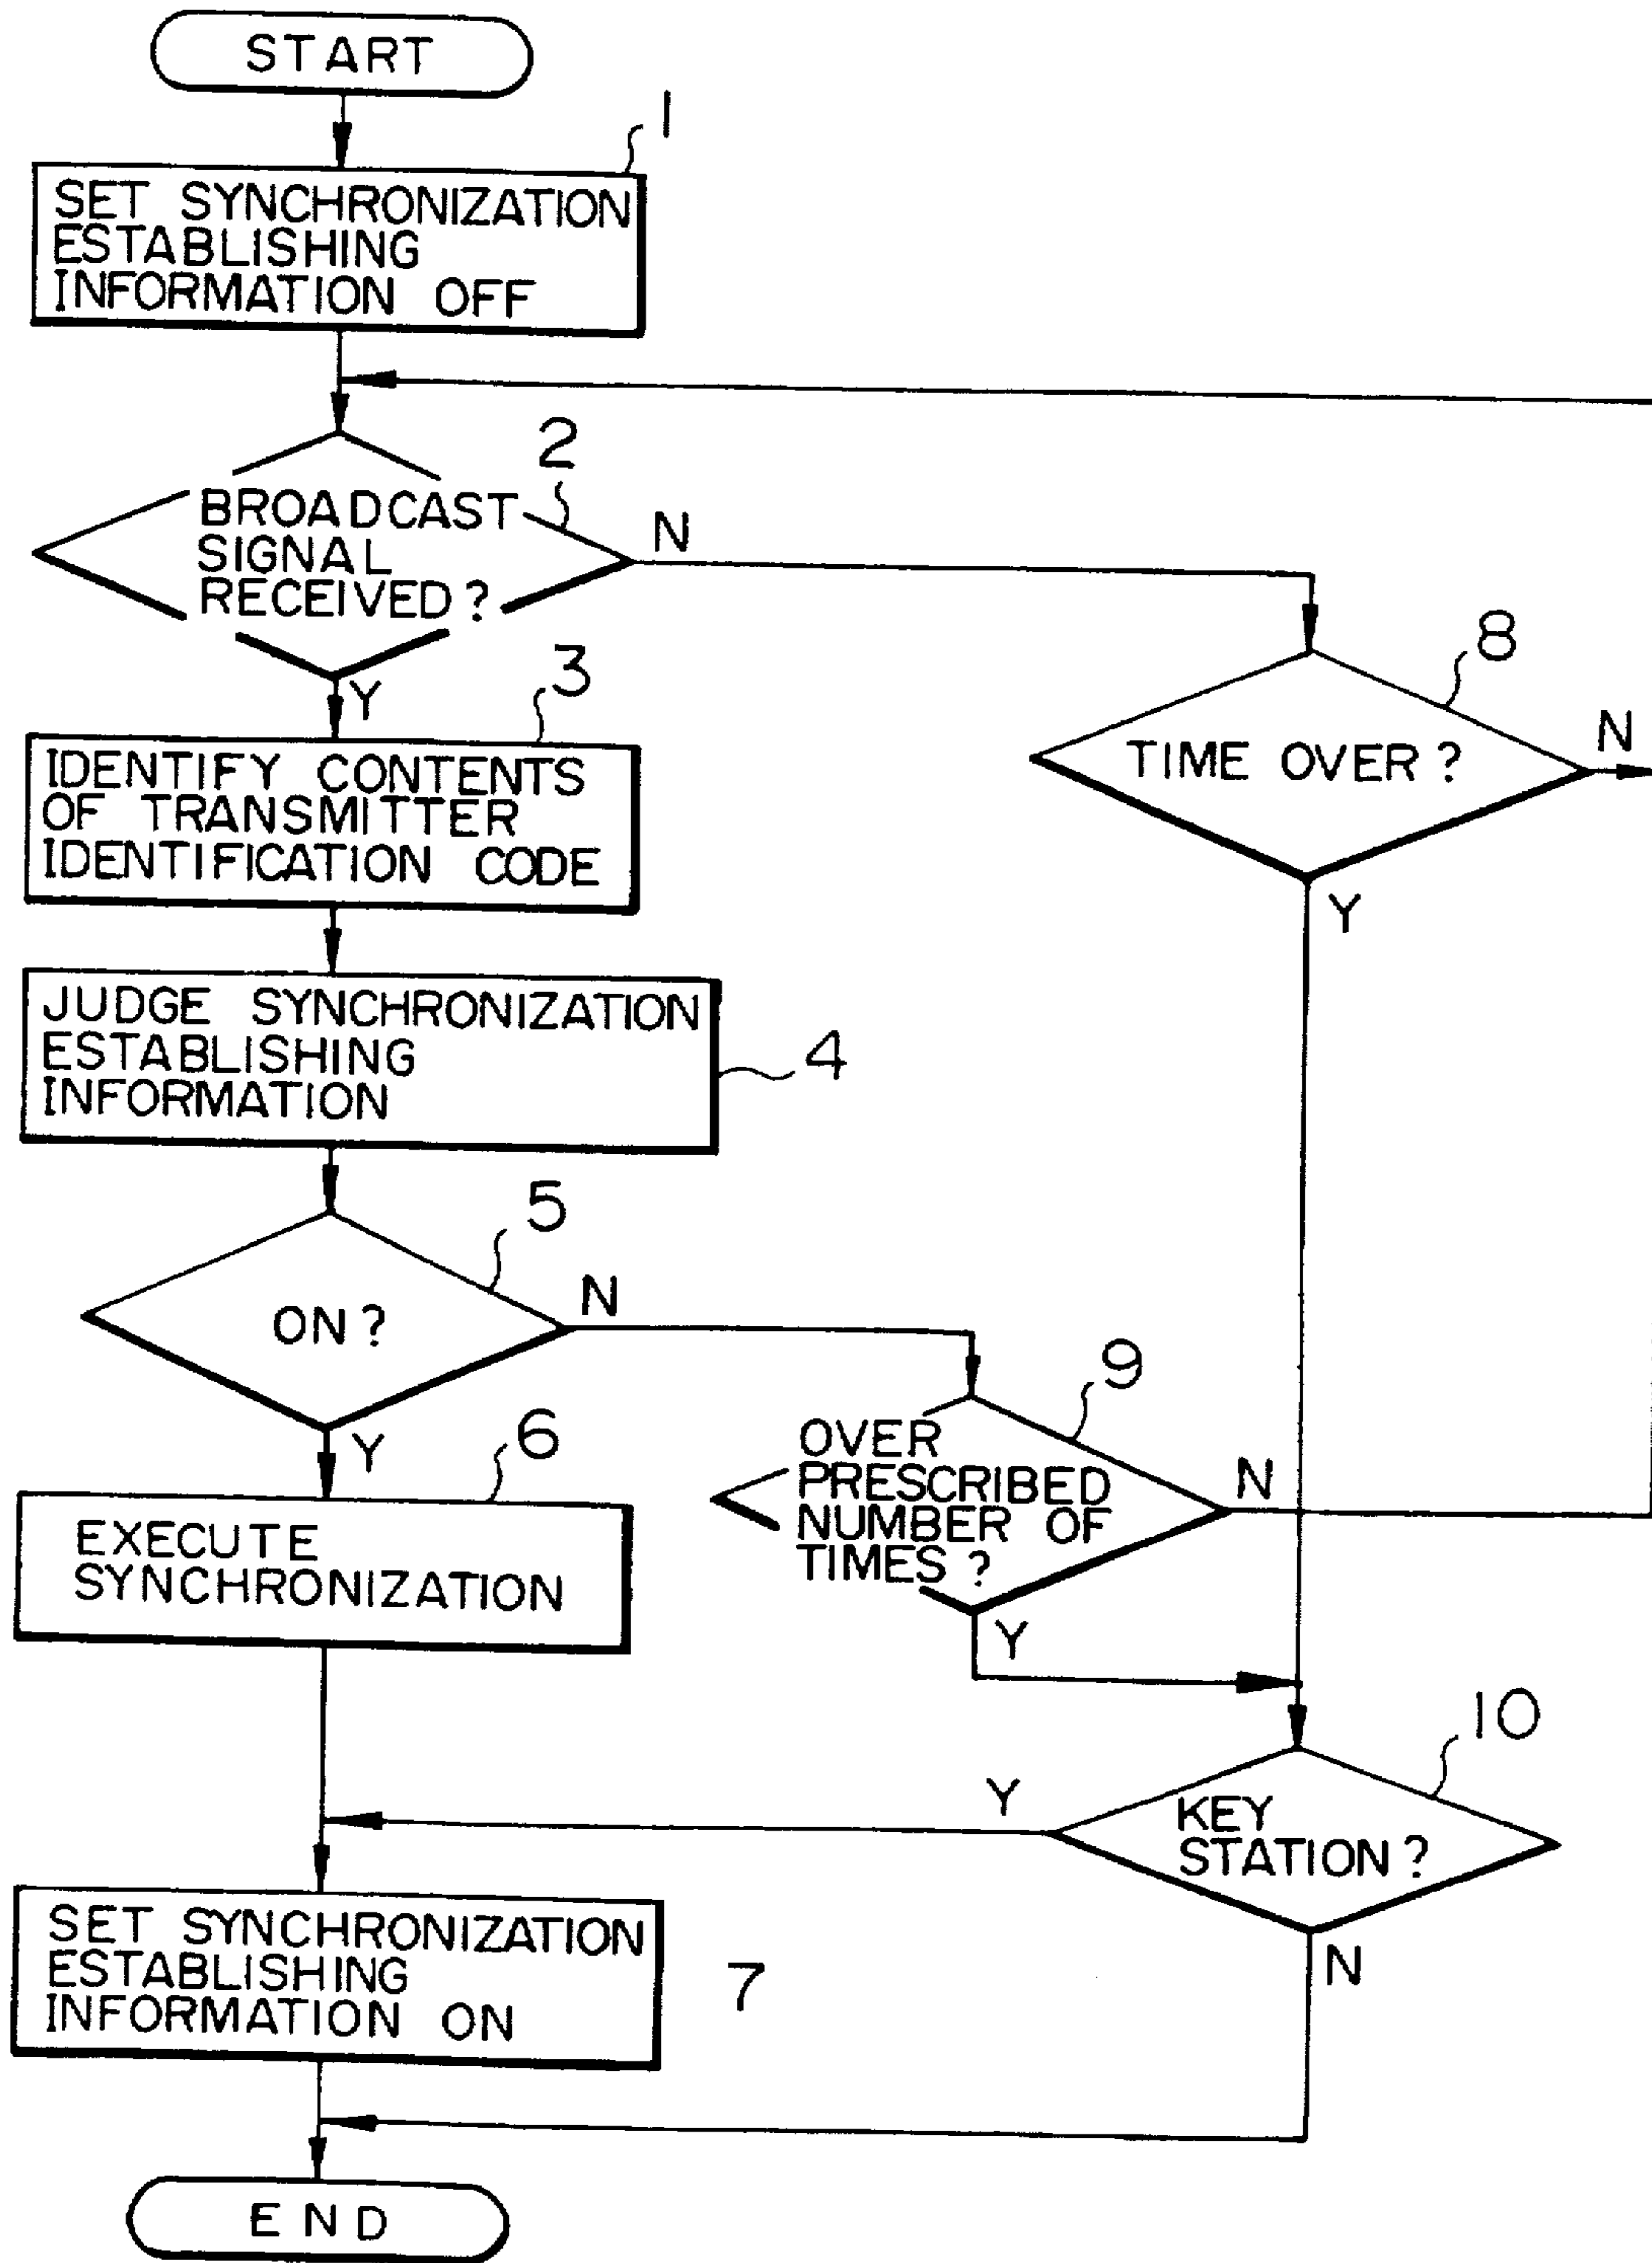 START
1
SET SYNCHRONIZATION
ESTABLISHING
INFORMATION OFF
2
BROADCAST
SIGNAL
RECEIVED?
N
Y
3
IDENTIFY CONTENTS
OF TRANSMITTER
IDENTIFICATION CODE
8
TIME OVER?
N
Y
JUDGE SYNCHRONIZATION
ESTABLISHING
INFORMATION
4
5
ON?
N
Y
9
OVER
PRESCRIBED
NUMBER OF
TIMES?
N
Y
6
EXECUTE
SYNCHRONIZATION
10
KEY
STATION?
Y
N
SET SYNCHRONIZATION
ESTABLISHING
INFORMATION ON
7
END